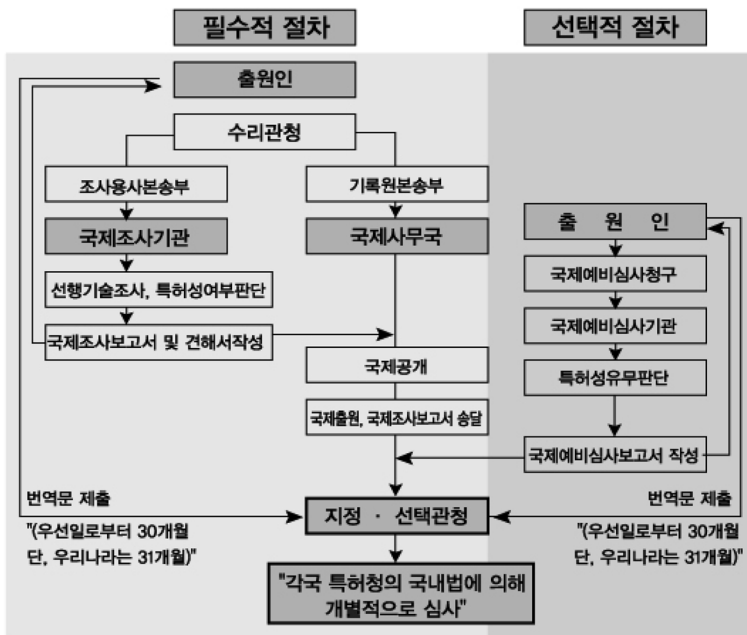 필수적 절차
선택적 절차
출원인
수리관청
조사용사본송부
기록원본송부
국제조사기관
국제사무국
출 원 인
선행기술조사, 특허성여부판단
국제예비심사청구
국제조사보고서 및 견해서작성
국제예비심사기관
국제공개
특허성유무판단
국제출원, 국제조사보고서 송달
국제예비심사보고서 작성
번역문 제출
"(우선일로부터 30개월
단, 우리나라는 31개월)"
지정 · 선택관청
번역문 제출
"(우선일로부터 30개월
단, 우리나라는 31개월)"
"각국 특허청의 국내법에 의해
개별적으로 심사"